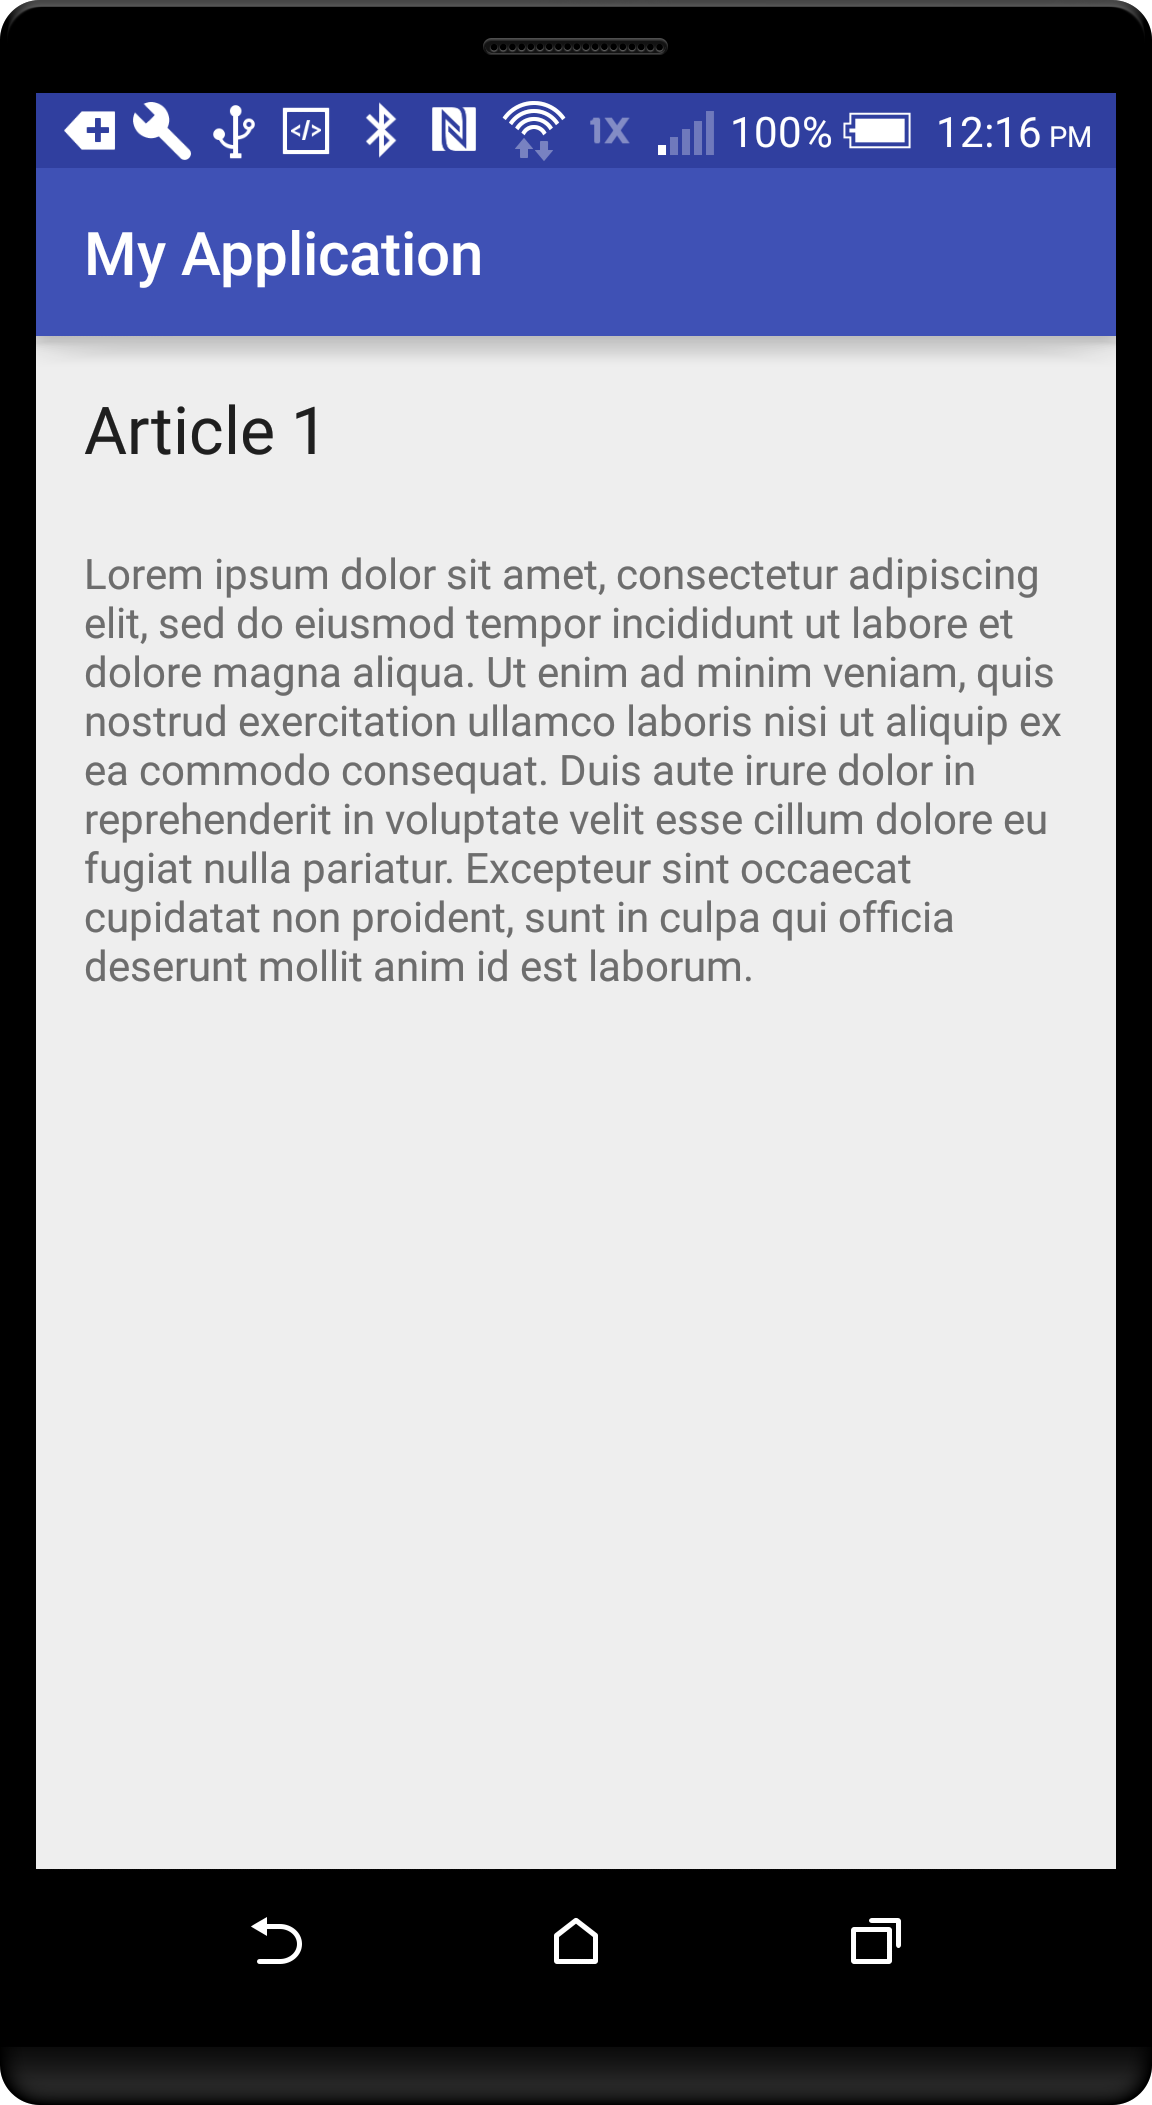 </> 1X 100% 12:16 PM
My Application
Article 1
Lorem ipsum dolor sit amet, consectetur adipiscing
elit, sed do eiusmod tempor incididunt ut labore et
dolore magna aliqua. Ut enim ad minim veniam, quis
nostrud exercitation ullamco laboris nisi ut aliquip ex
ea commodo consequat. Duis aute irure dolor in
reprehenderit in voluptate velit esse cillum dolore eu
fugiat nulla pariatur. Excepteur sint occaecat
cupidatat non proident, sunt in culpa qui officia
deserunt mollit anim id est laborum.